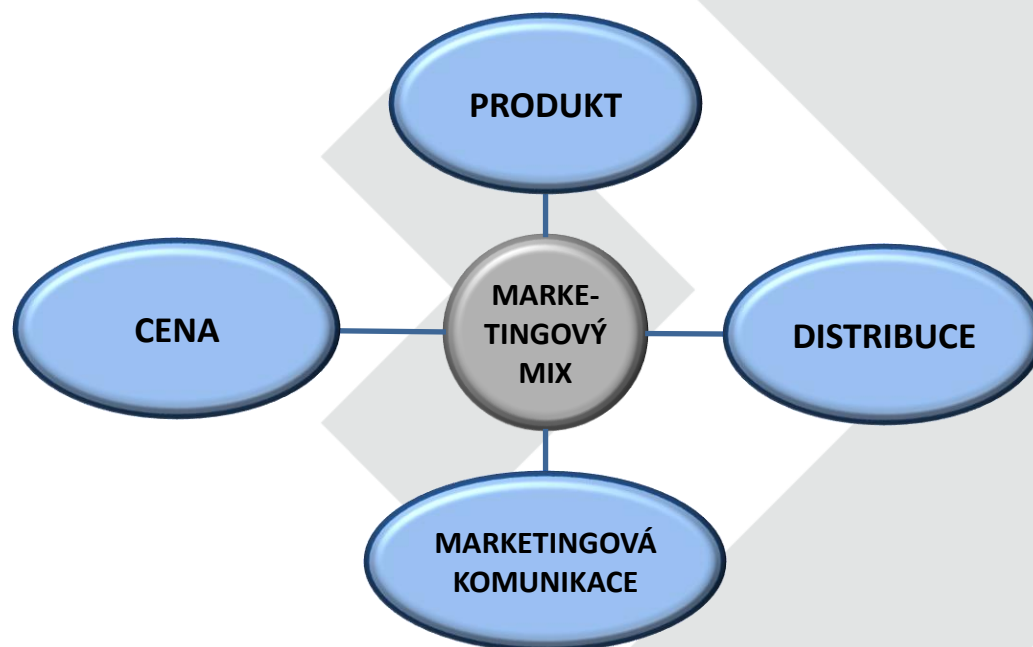 PRODUKT
CENA
MARKE-
TINGOVÝ
MIX
DISTRIBUCE
MARKETINGOVÁ
KOMUNIKACE